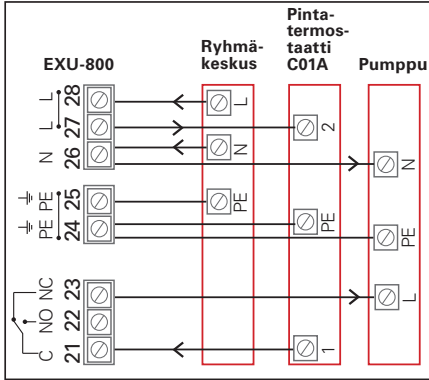 EXU-800
Ryhmä-
keskus
Pinta-
termos-
taatti
C01A
Pumppu
L 28 L
L 27 2
N 26 N N
PE 25 PE
PE 24 PE PE
NC 23 L
NO 22
C 21 1